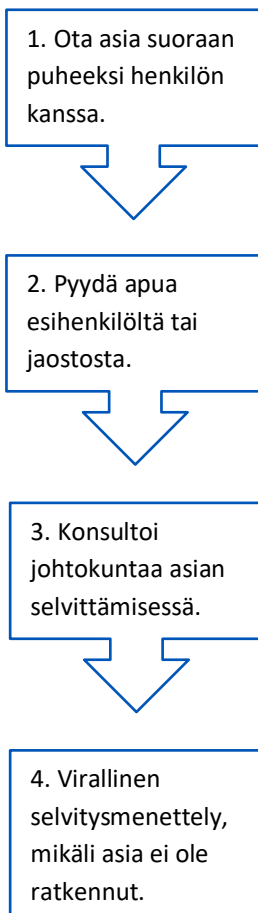 1. Ota asia suoraan
puheeksi henkilön
kanssa.
2. Pyydä apua
esihenkilöltä tai
jaostosta.
3. Konsultoi
johtokuntaa asian
selvittämisessä.
4. Virallinen
selvitysmenettely,
mikäli asia ei ole
ratkennut.